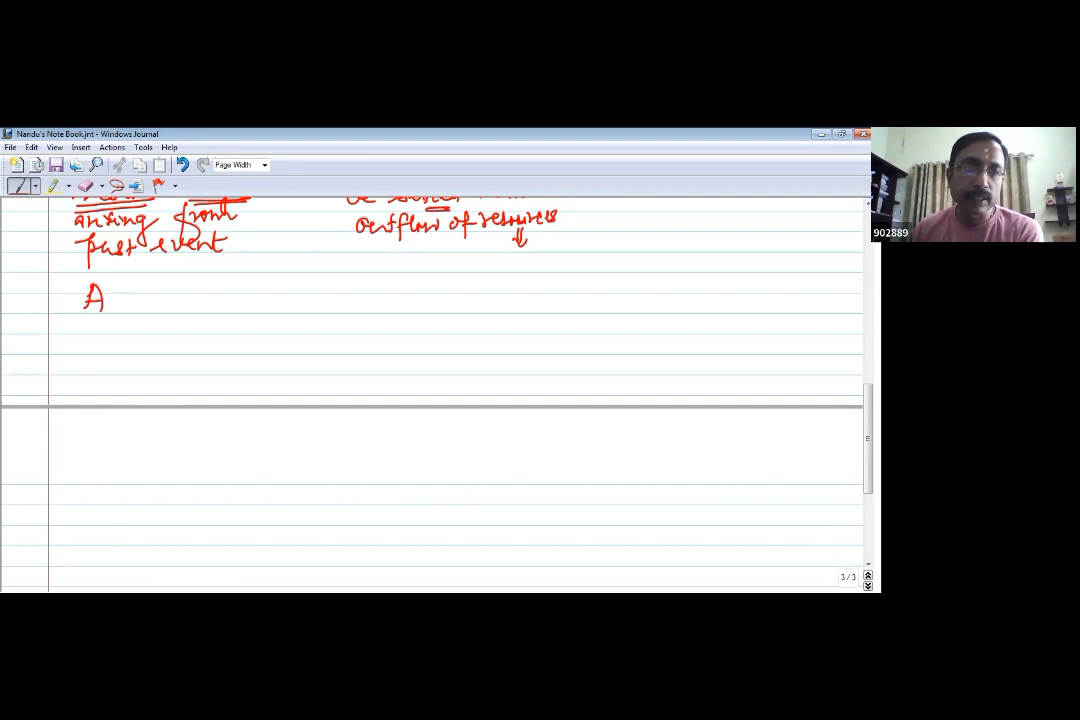 Nandu's Note Book.jnt - Windows Journal
File Edit View Insert Actions Tools Help
Page Width
arising from
past event
outflow of resources
A
3 / 3
902889